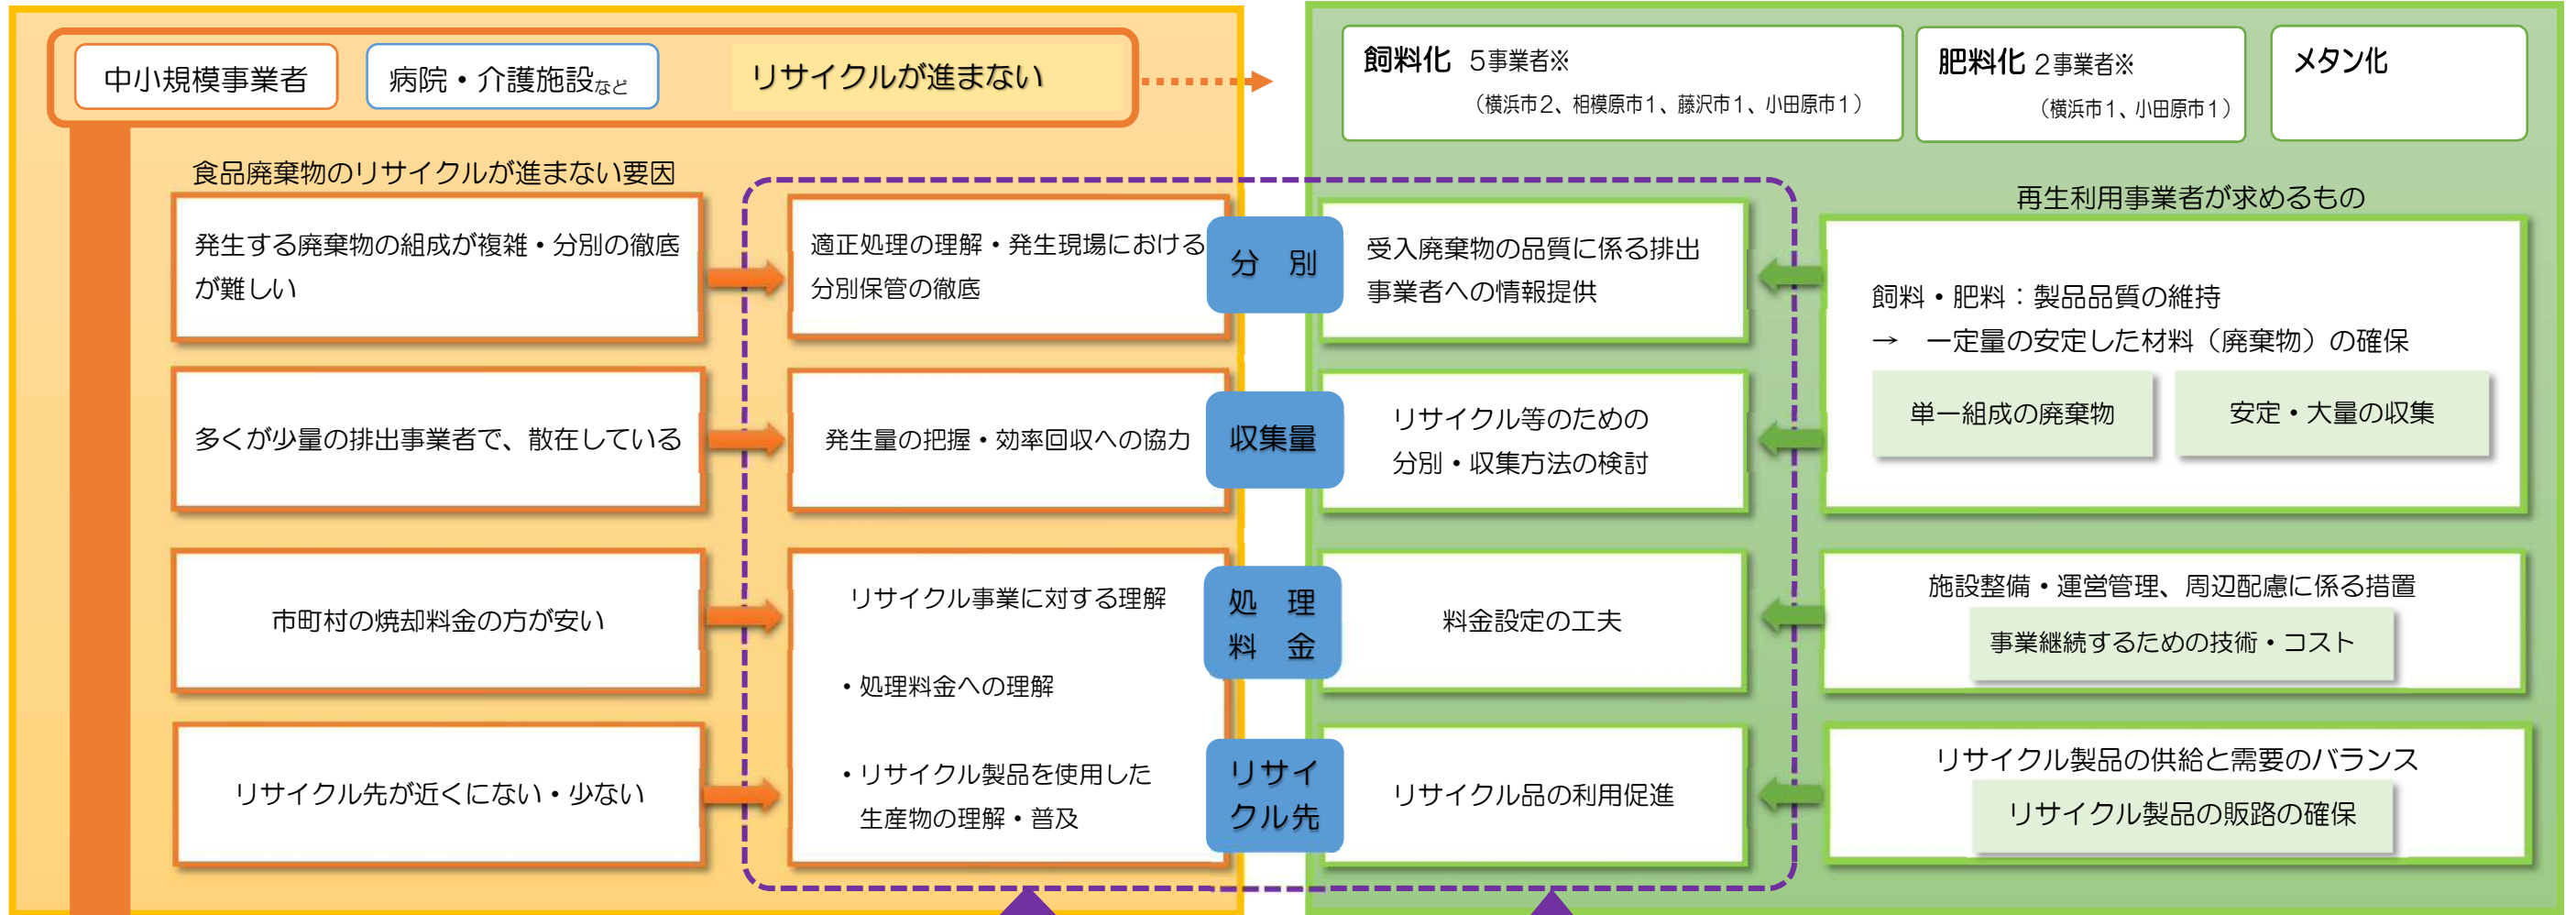 中小規模事業者
病院・介護施設など
リサイクルが進まない
食品廃棄物のリサイクルが進まない要因
発生する廃棄物の組成が複雑・分別の徹底
が難しい
多くが少量の排出事業者で、散在している
市町村の焼却料金の方が安い
リサイクル先が近くにない・少ない
適正処理の理解・発生現場における
分別保管の徹底
発生量の把握・効率回収への協力
リサイクル事業に対する理解
・処理料金への理解
・リサイクル製品を使用した
生産物の理解・普及
分　別
収集量
処　理
料　金
リサイ
クル先
飼料化 5事業者※
（横浜市2、相模原市1、藤沢市1、小田原市1）
肥料化 2事業者※
（横浜市1、小田原市1）
メタン化
受入廃棄物の品質に係る排出
事業者への情報提供
リサイクル等のための
分別・収集方法の検討
料金設定の工夫
リサイクル品の利用促進
再生利用事業者が求めるもの
飼料・肥料：製品品質の維持
→　一定量の安定した材料（廃棄物）の確保
単一組成の廃棄物
安定・大量の収集
施設整備・運営管理、周辺配慮に係る措置
事業継続するための技術・コスト
リサイクル製品の供給と需要のバランス
リサイクル製品の販路の確保